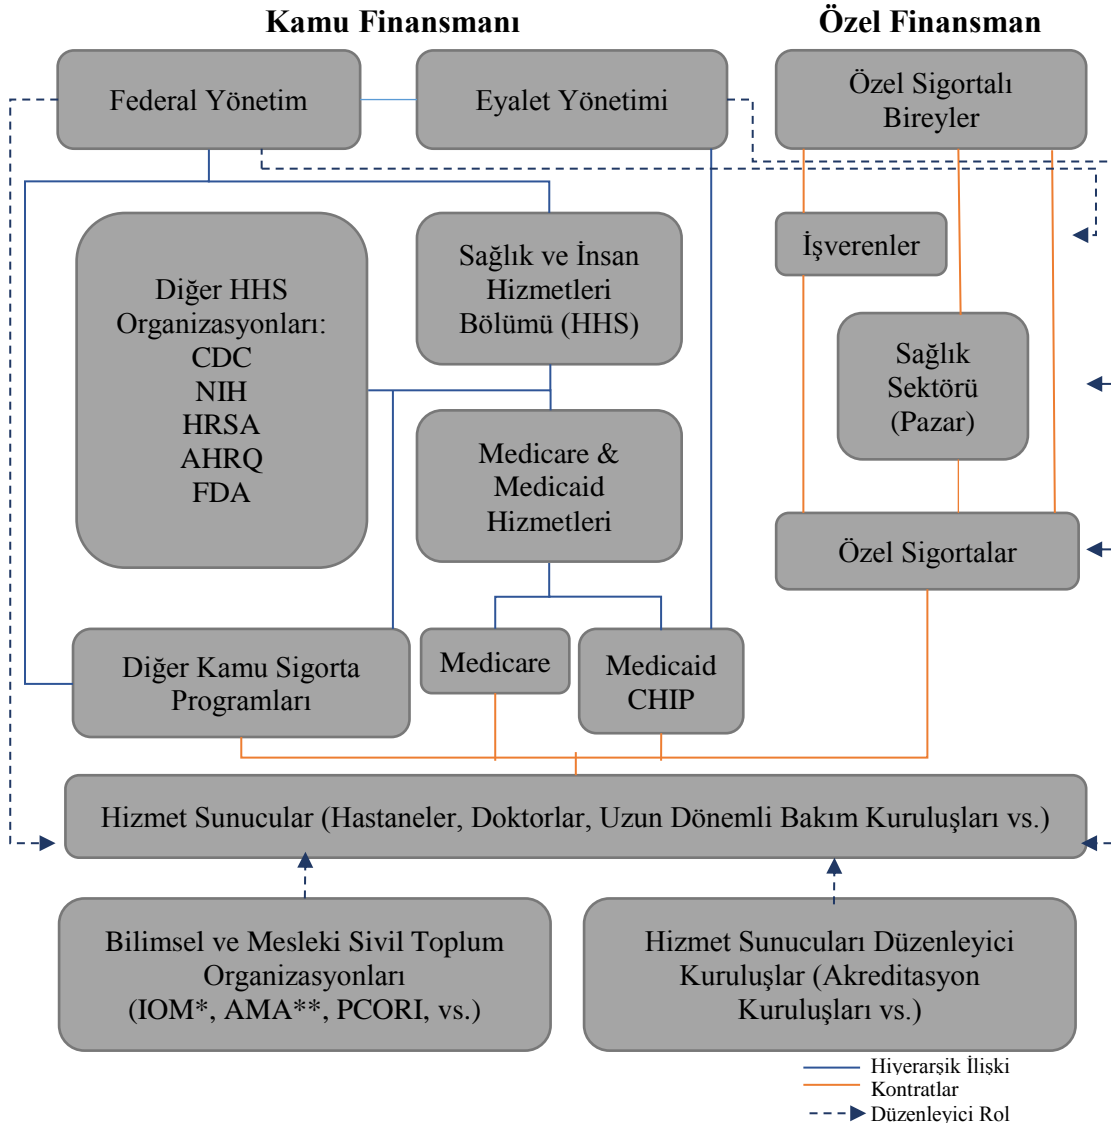 Kamu Finansmanı
Özel Finansman
Federal Yönetim
Eyalet Yönetimi
Özel Sigortalı
Bireyler
Diğer HHS
Organizasyonları:
CDC
NIH
HRSA
AHRQ
FDA
Sağlık ve İnsan
Hizmetleri
Bölümü (HHS)
İşverenler
Sağlık
Sektörü
(Pazar)
Medicare &
Medicaid
Hizmetleri
Özel Sigortalar
Diğer Kamu Sigorta
Programları
Medicare
Medicaid
CHIP
Hizmet Sunucular (Hastaneler, Doktorlar, Uzun Dönemli Bakım Kuruluşları vs.)
Bilimsel ve Mesleki Sivil Toplum
Organizasyonları
(IOM*, AMA**, PCORI, vs.)
Hizmet Sunucuları Düzenleyici
Kuruluşlar (Akreditasyon
Kuruluşları vs.)
Hiyerarşik İlişki
Kontratlar
Düzenleyici Rol